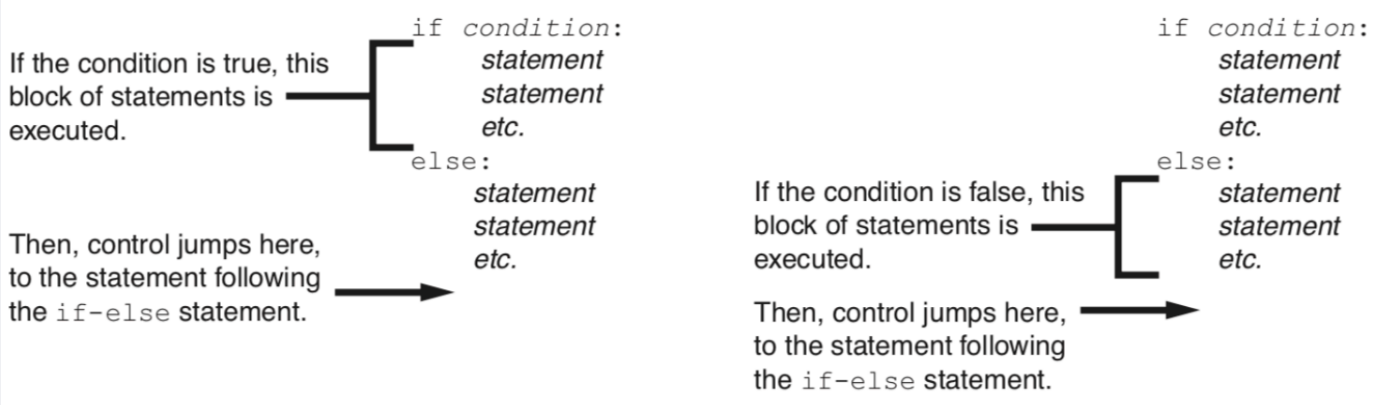 if condition:
If the condition is true, this
statement
block of statements is
statement
executed.
etc.
else:
statement
statement
Then, control jumps here,
etc.
to the statement following
the if-else statement.
if condition:
statement
statement
etc.
else:
If the condition is false, this
statement
block of statements is
statement
executed.
etc.
Then, control jumps here,
to the statement following
the if-else statement.